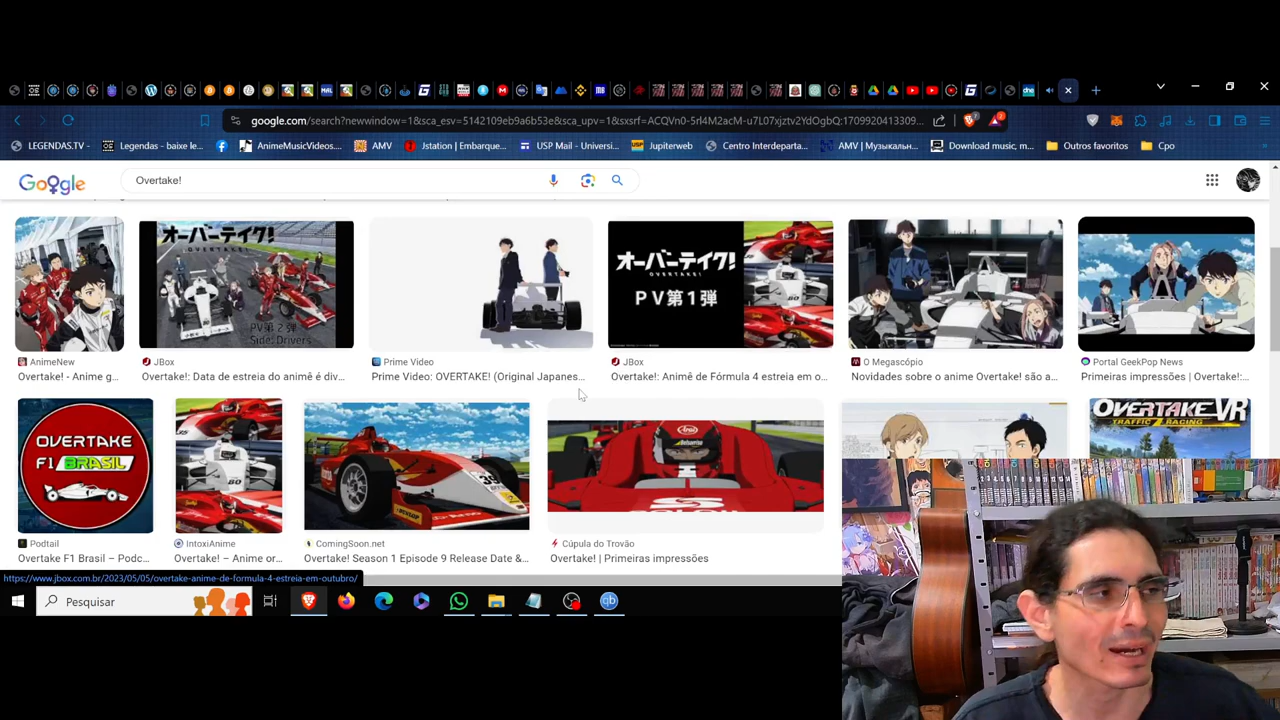 google.com/search?newwindow=1&sca_esv=5142109eb9a6b53e&sca_upv=1&sxsrf=ACQVn0-5rl4M2acM-u7L07xjztv2YdOgbQ:1709920413309...
LEGENDAS.TV - Legendas - baixe le... AnimeMusicVideos.... AMV Jstation | Embarque... USP Mail - Universi... Jupiterweb Centro Interdeparta... AMV | Музыкальн... Download music, m... Outros favoritos Cpo
Google Overtake!
オーバーテイク!
OVERTAKE!
PV第2弾
Side: Drivers
オーバーテイク!
OVERTAKE!
PV第1弾
AnimeNew JBox Prime Video JBox O Megascópio Portal GeekPop News
Overtake! - Anime g... Overtake!: Data de estreia do animê é div... Prime Video: OVERTAKE! (Original Japanes... Overtake!: Animê de Fórmula 4 estreia em o... Novidades sobre o anime Overtake! são a... Primeiras impressões | Overtake!:...
OVERTAKE
F1 BRASIL
OVERTAKE VR
TRAFFIC RACING
Podtail IntoxiAnime ComingSoon.net Cúpula do Trovão
Overtake F1 Brasil – Podc... Overtake! – Anime or... Overtake! Season 1 Episode 9 Release Date &... Overtake! | Primeiras impressões
https://www.jbox.com.br/2023/05/05/overtake-anime-de-formula-4-estreia-em-outubro/
Pesquisar